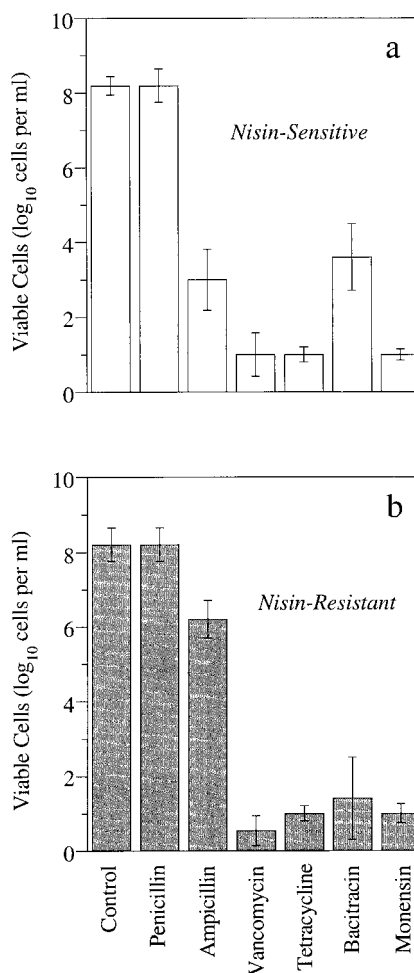 10
8
6
4
2
0
Viable Cells (log10 cells per ml)
a
Nisin-Sensitive
10
8
6
4
2
0
Viable Cells (log10 cells per ml)
b
Nisin-Resistant
Control
Penicillin
Ampicillin
Vancomycin
Tetracycline
Bacitracin
Monensin